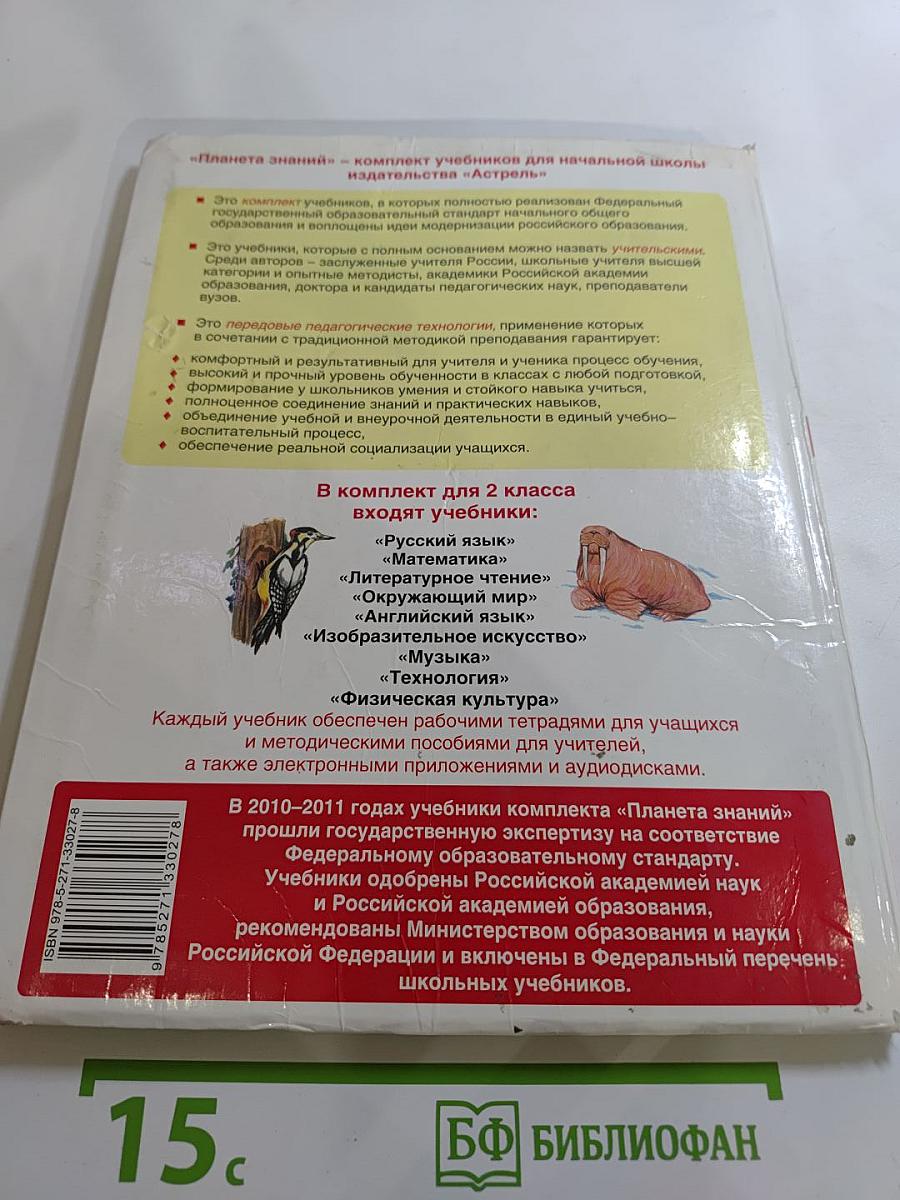 «Планета знаний» – комплект учебников для начальной школы
издательства «Астрель»
Это комплект учебников, в которых полностью реализован Федеральный
государственный образовательный стандарт начального общего
образования и воплощены идеи модернизации российского образования.
Это учебники, которые с полным основанием можно назвать учительскими.
Среди авторов – заслуженные учителя России, школьные учителя высшей
категории и опытные методисты, академики Российской академии
образования, доктора и кандидаты педагогических наук, преподаватели
вузов.
Это передовые педагогические технологии, применение которых
в сочетании с традиционной методикой преподавания гарантирует:
комфортный и результативный для учителя и ученика процесс обучения,
высокий и прочный уровень обученности в классах с любой подготовкой,
формирование у школьников умения и стойкого навыка учиться,
полноценное соединение знаний и практических навыков,
объединение учебной и внеурочной деятельности в единый учебно–
воспитательный процесс,
обеспечение реальной социализации учащихся.
В комплект для 2 класса
входят учебники:
«Русский язык»
«Математика»
«Литературное чтение»
«Окружающий мир»
«Английский язык»
«Изобразительное искусство»
«Музыка»
«Технология»
«Физическая культура»
Каждый учебник обеспечен рабочими тетрадями для учащихся
и методическими пособиями для учителей,
а также электронными приложениями и аудиодисками.
В 2010–2011 годах учебники комплекта «Планета знаний»
прошли государственную экспертизу на соответствие
Федеральному образовательному стандарту.
Учебники одобрены Российской академией наук
и Российской академией образования,
рекомендованы Министерством образования и науки
Российской Федерации и включены в Федеральный перечень
школьных учебников.
ISBN 978-5-271-33027-8
9 785271 330278
15 с
БФ БИБЛИОФАН